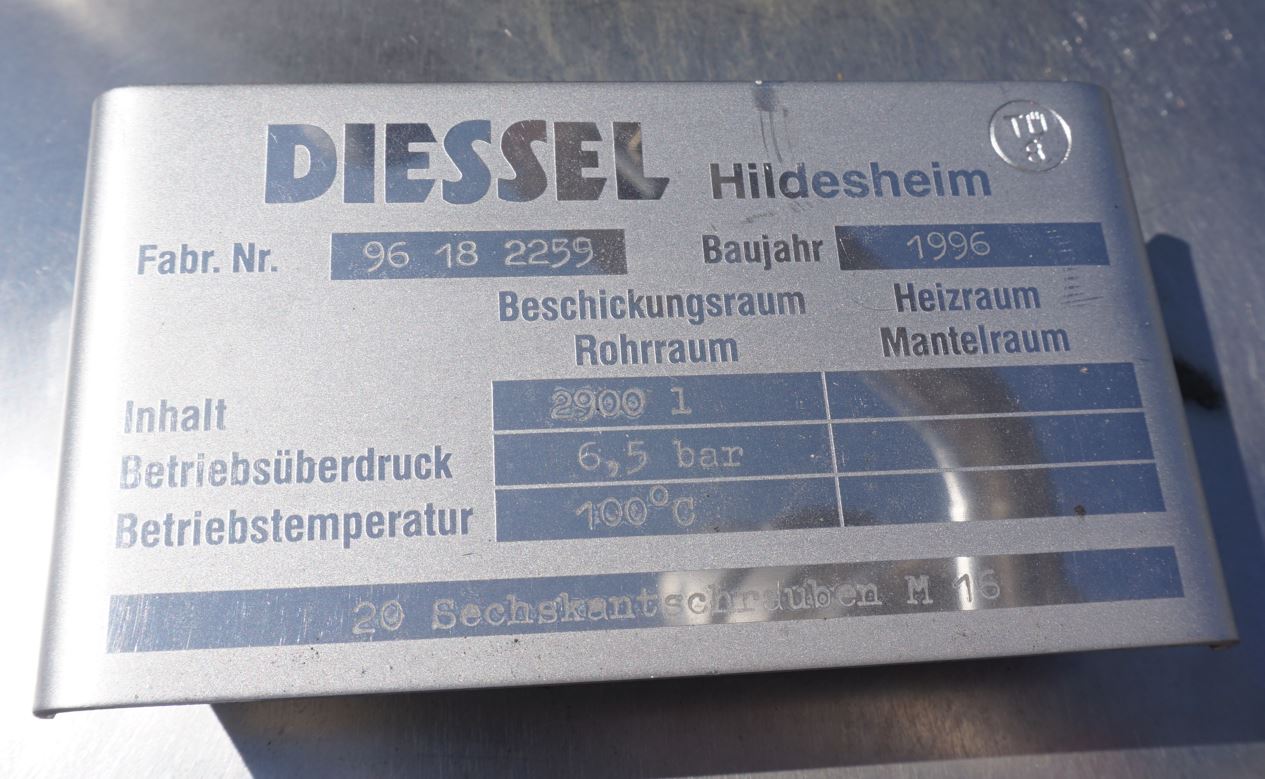 DIESSEL Hildesheim
TÜ
Fabr. Nr. 96 18 2259 Baujahr 1996
Beschickungsraum Heizraum
Rohrraum Mantelraum
Inhalt 2900 l
Betriebsüberdruck 6,5 bar
Betriebstemperatur 100°C
20 Sechskantschrauben M 16